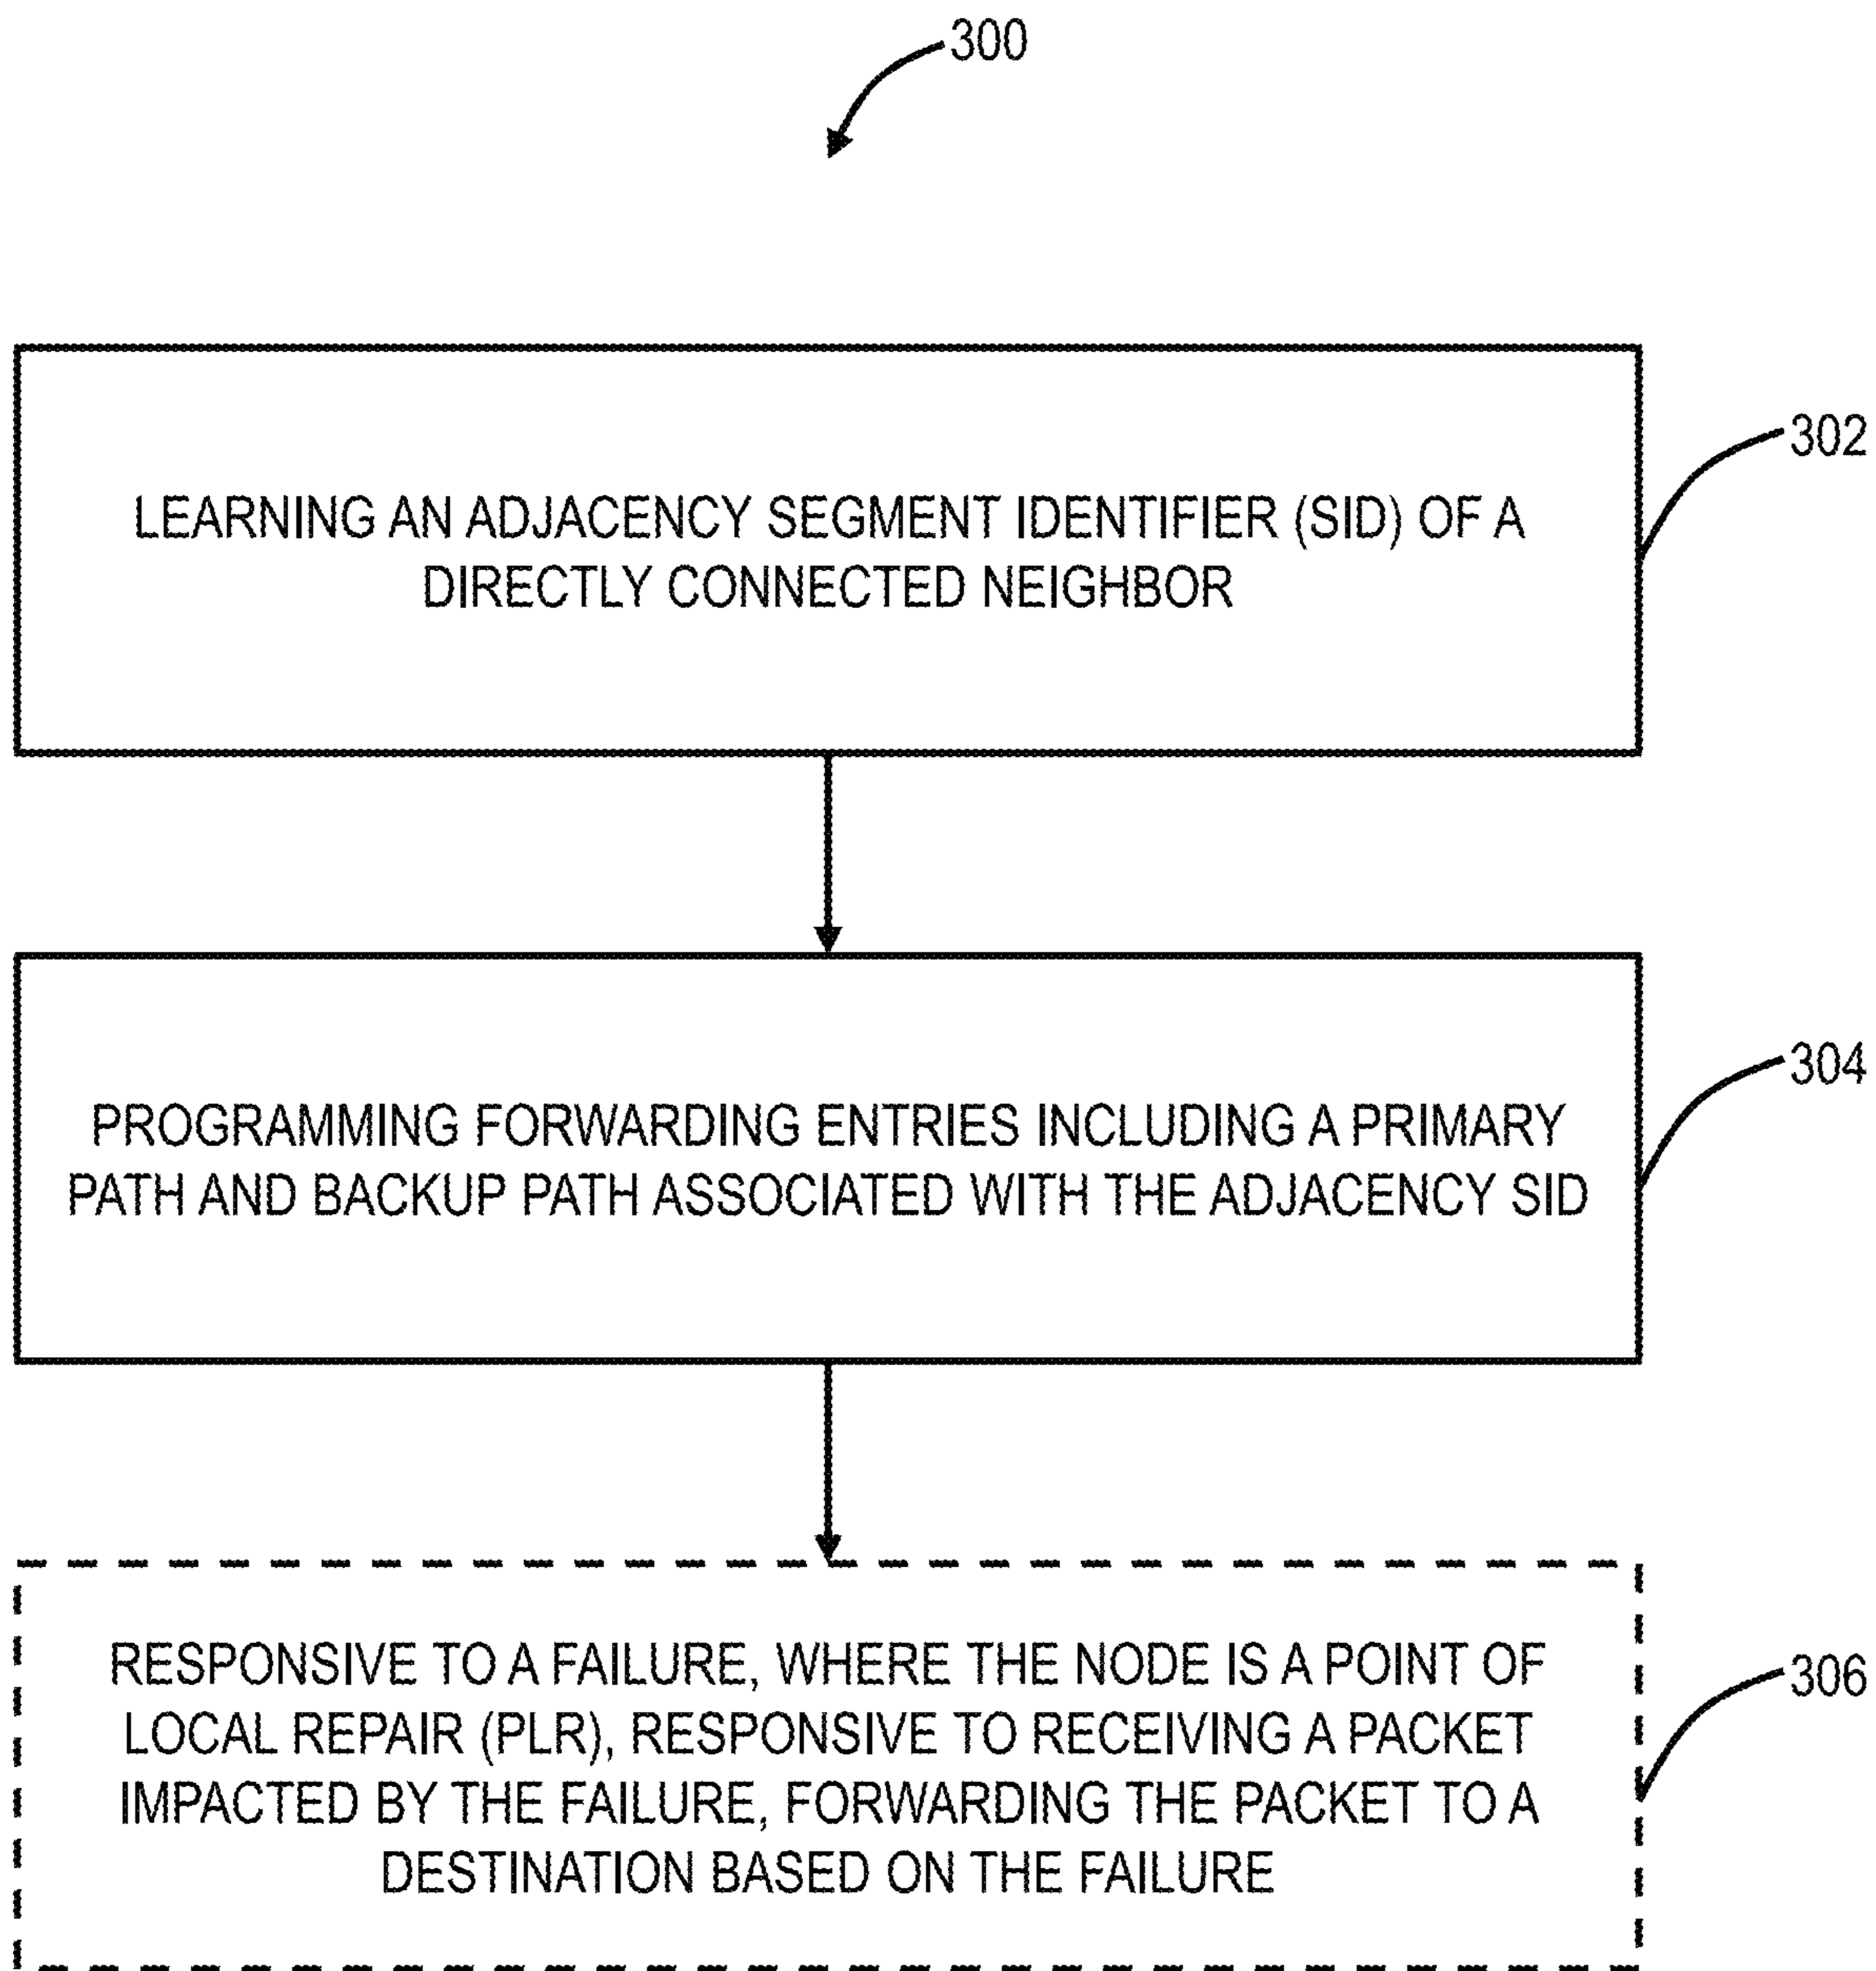 300
LEARNING AN ADJACENCY SEGMENT IDENTIFIER (SID) OF A
DIRECTLY CONNECTED NEIGHBOR
302
PROGRAMMING FORWARDING ENTRIES INCLUDING A PRIMARY
PATH AND BACKUP PATH ASSOCIATED WITH THE ADJACENCY SID
304
RESPONSIVE TO A FAILURE, WHERE THE NODE IS A POINT OF
LOCAL REPAIR (PLR), RESPONSIVE TO RECEIVING A PACKET
IMPACTED BY THE FAILURE, FORWARDING THE PACKET TO A
DESTINATION BASED ON THE FAILURE
306